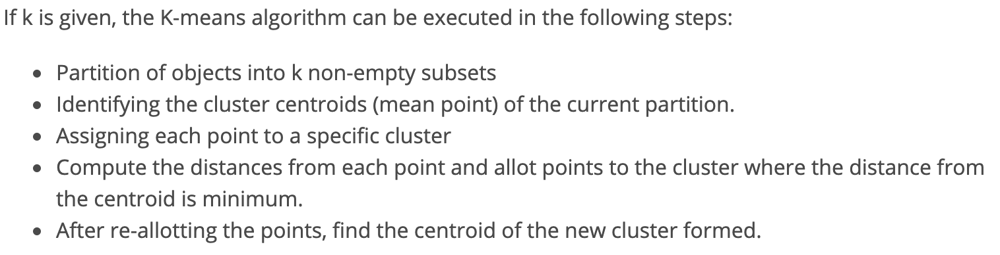 If k is given, the K-means algorithm can be executed in the following steps:
• Partition of objects into k non-empty subsets
• Identifying the cluster centroids (mean point) of the current partition.
• Assigning each point to a specific cluster
• Compute the distances from each point and allot points to the cluster where the distance from
the centroid is minimum.
• After re-allotting the points, find the centroid of the new cluster formed.